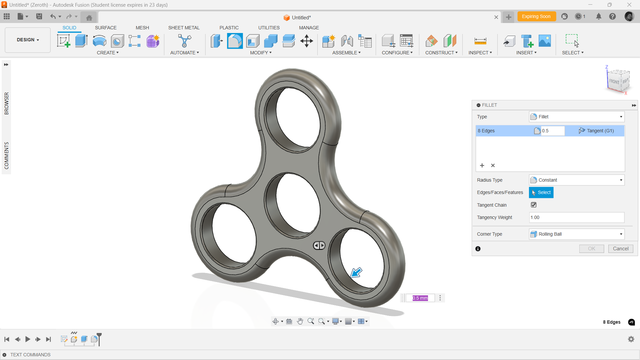 Untitled* (Zenith) - Autodesk Fusion (Student license expires in 23 days)
Untitled*
Expiring Soon
1
DESIGN
SOLID
SURFACE
MESH
SHEET METAL
PLASTIC
UTILITIES
MANAGE
CREATE
AUTOMATE
MODIFY
ASSEMBLE
CONFIGURE
CONSTRUCT
INSPECT
INSERT
SELECT
BROWSER
COMMENTS
FILLET
Type
Fillet
8 Edges
0.5
Tangent (G1)
Radius Type
Constant
Edges/Faces/Features
Select
Tangent Chain
Tangency Weight
1.00
Corner Type
Rolling Ball
OK
Cancel
8 Edges
TEXT COMMANDS